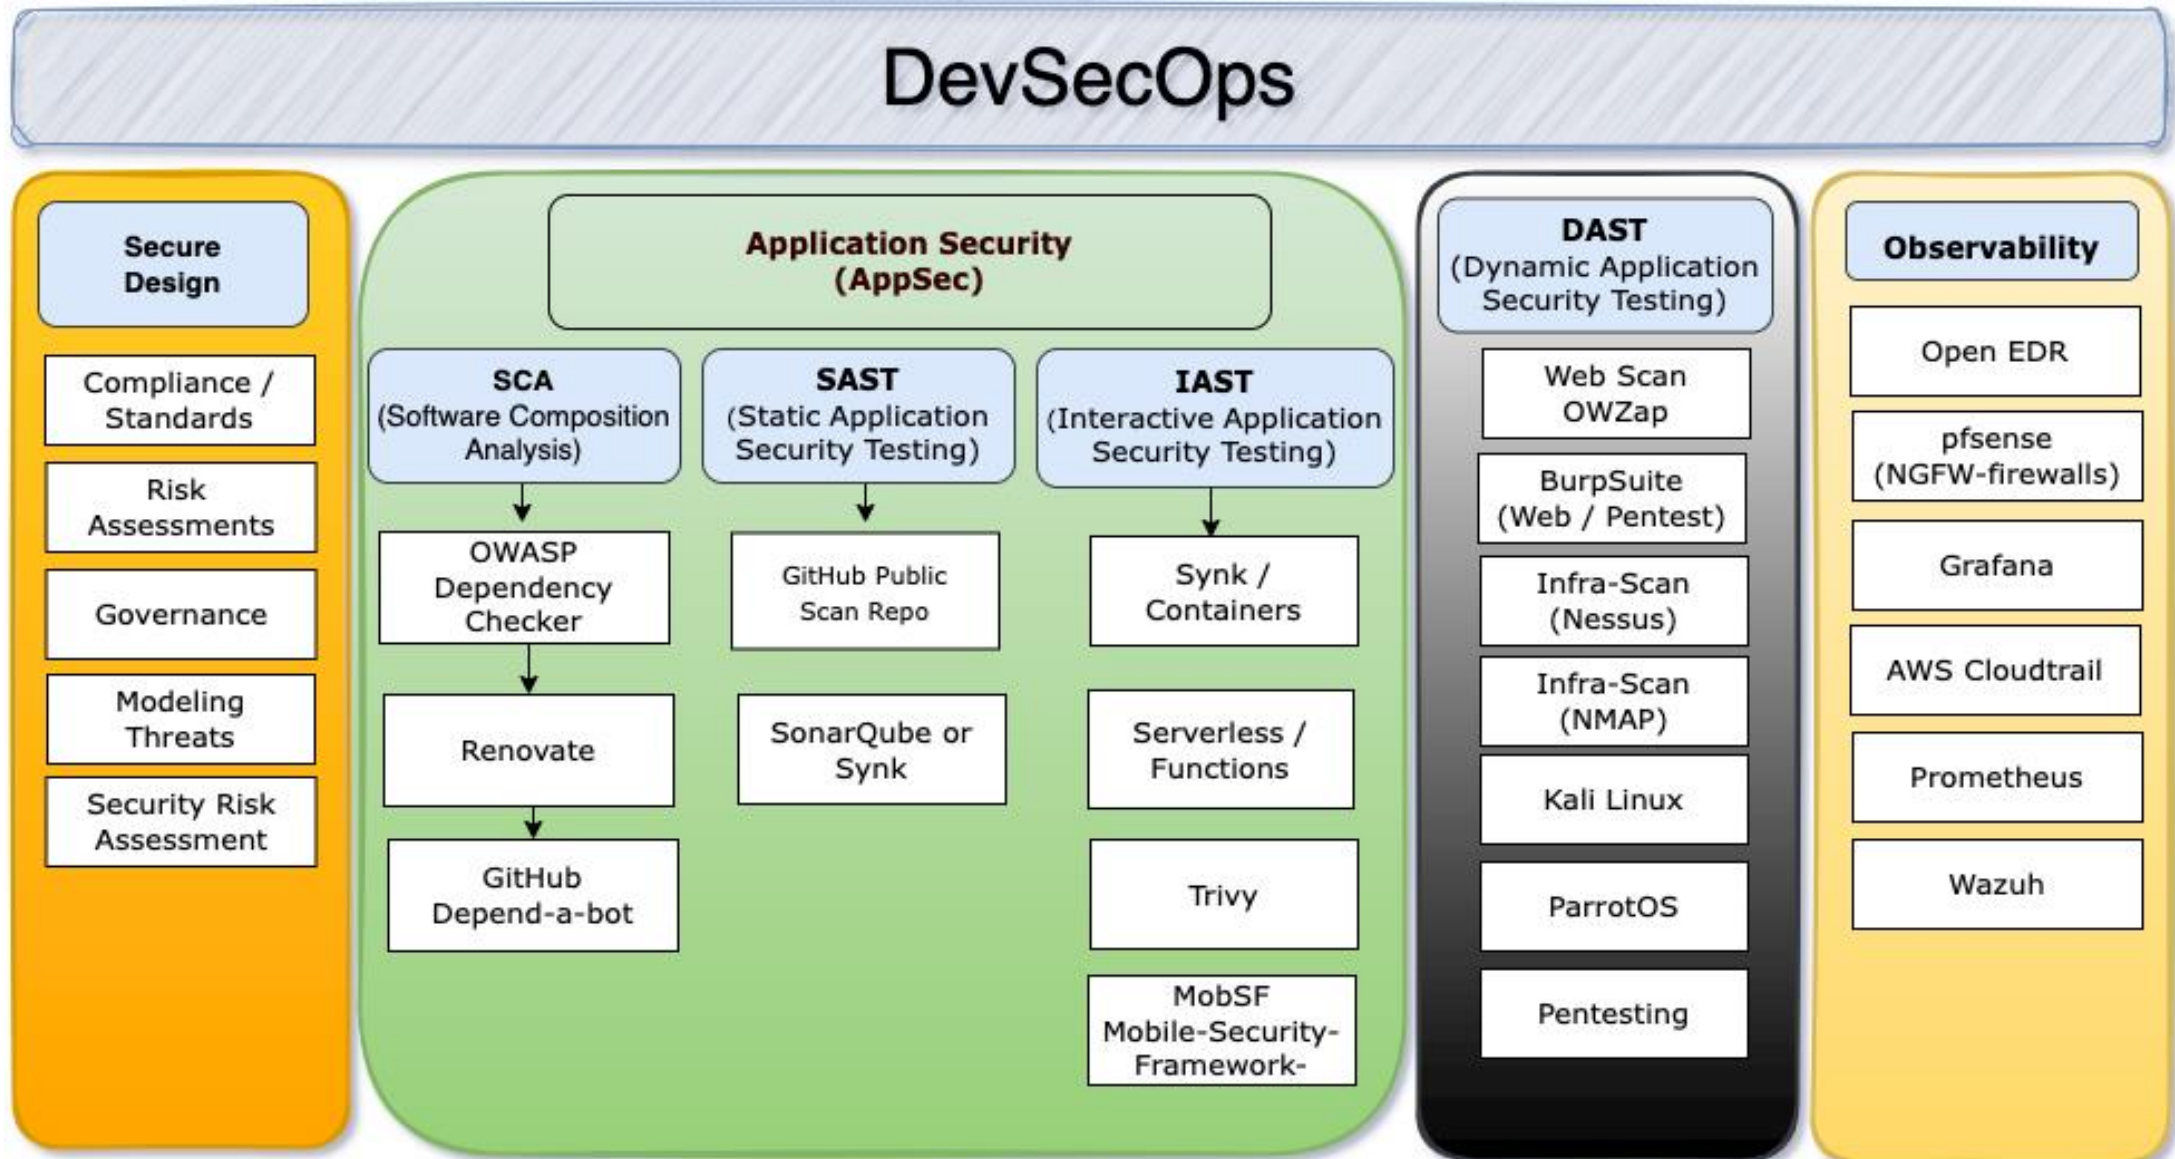 DevSecOps
Secure
Design
Compliance /
Standards
Risk
Assessments
Governance
Modeling
Threats
Security Risk
Assessment
Application Security
(AppSec)
SCA
(Software Composition
Analysis)
OWASP
Dependency
Checker
Renovate
GitHub
Depend-a-bot
SAST
(Static Application
Security Testing)
GitHub Public
Scan Repo
SonarQube or
Synk
IAST
(Interactive Application
Security Testing)
Synk /
Containers
Serverless /
Functions
Trivy
MobSF
Mobile-Security-
Framework-
DAST
(Dynamic Application
Security Testing)
Web Scan
OWZap
BurpSuite
(Web / Pentest)
Infra-Scan
(Nessus)
Infra-Scan
(NMAP)
Kali Linux
ParrotOS
Pentesting
Observability
Open EDR
pfsense
(NGFW-firewalls)
Grafana
AWS Cloudtrail
Prometheus
Wazuh